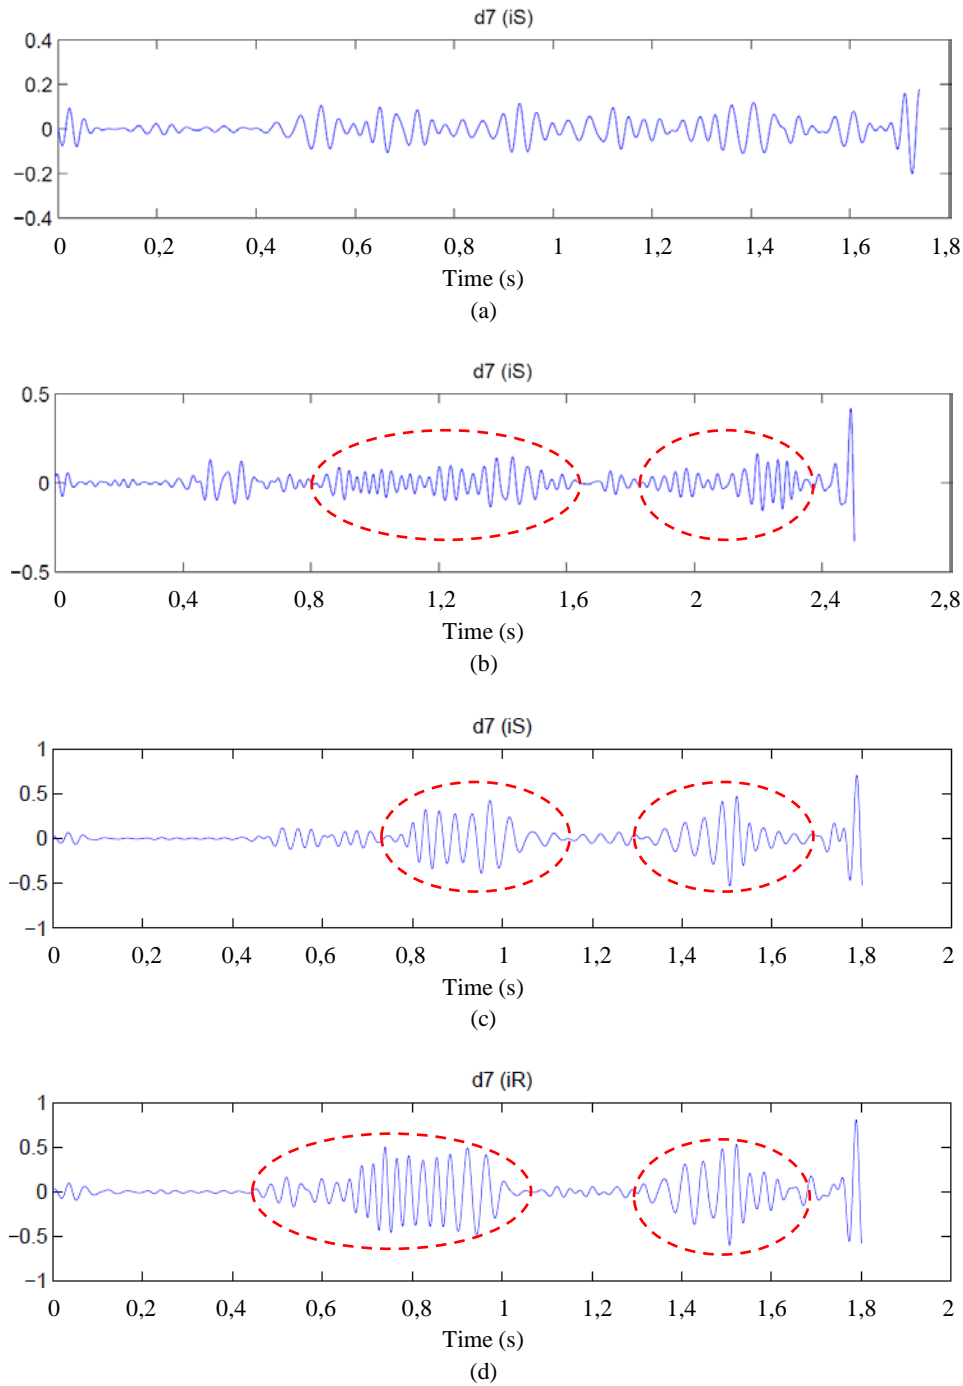 d7 (iS)
0.4
0.2
0
−0.2
−0.4
0 0,2 0,4 0,6 0,8 1 1,2 1,4 1,6 1,8
Time (s)
(a)
d7 (iS)
0.5
0
−0.5
0 0,4 0,8 1,2 1,6 2 2,4 2,8
Time (s)
(b)
d7 (iS)
1
0.5
0
−0.5
−1
0 0,2 0,4 0,6 0,8 1 1,2 1,4 1,6 1,8 2
Time (s)
(c)
d7 (iR)
1
0.5
0
−0.5
−1
0 0,2 0,4 0,6 0,8 1 1,2 1,4 1,6 1,8 2
Time (s)
(d)